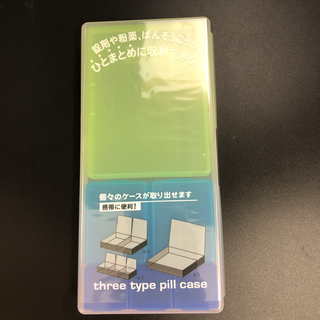 錠剤や粉薬、ばんそうこう
ひとまとめに収納できる!
個々のケースが取り出せます
携帯に便利!
three type pill case